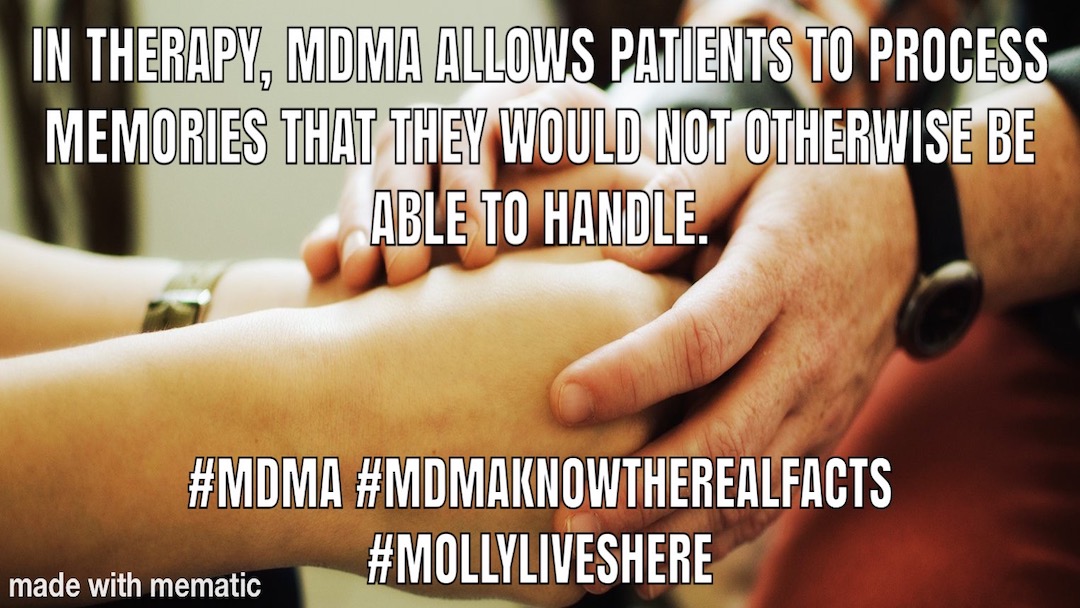 IN THERAPY, MDMA ALLOWS PATIENTS TO PROCESS
MEMORIES THAT THEY WOULD NOT OTHERWISE BE
ABLE TO HANDLE.
#MDMA #MDMAKNOWTHEREALFACTS
#MOLLYLIVESHERE
made with mematic